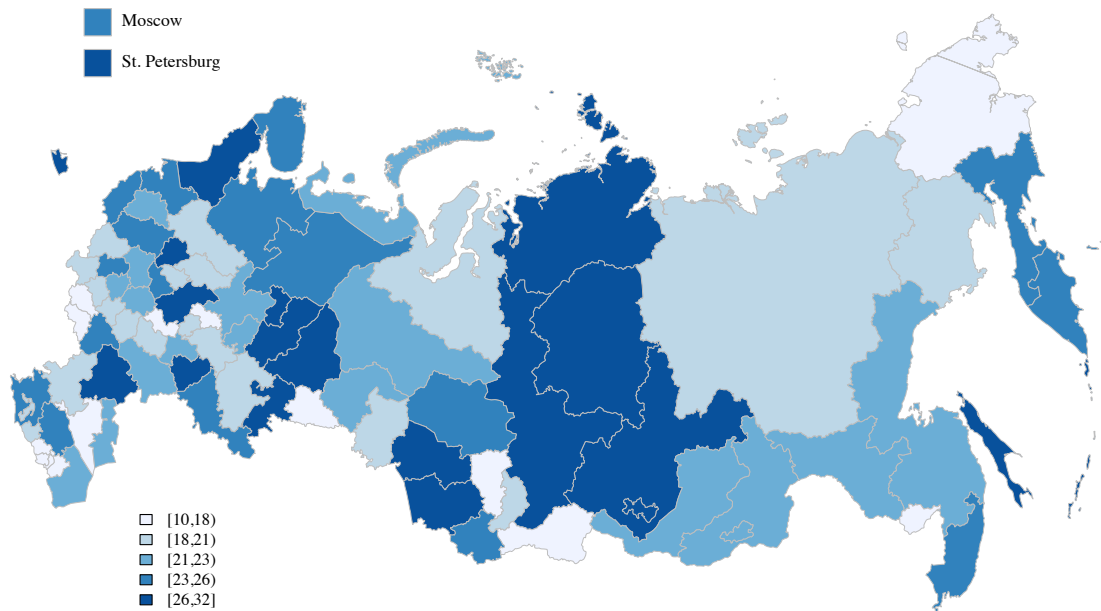 Moscow
St. Petersburg
[10,18)
[18,21)
[21,23)
[23,26)
[26,32]